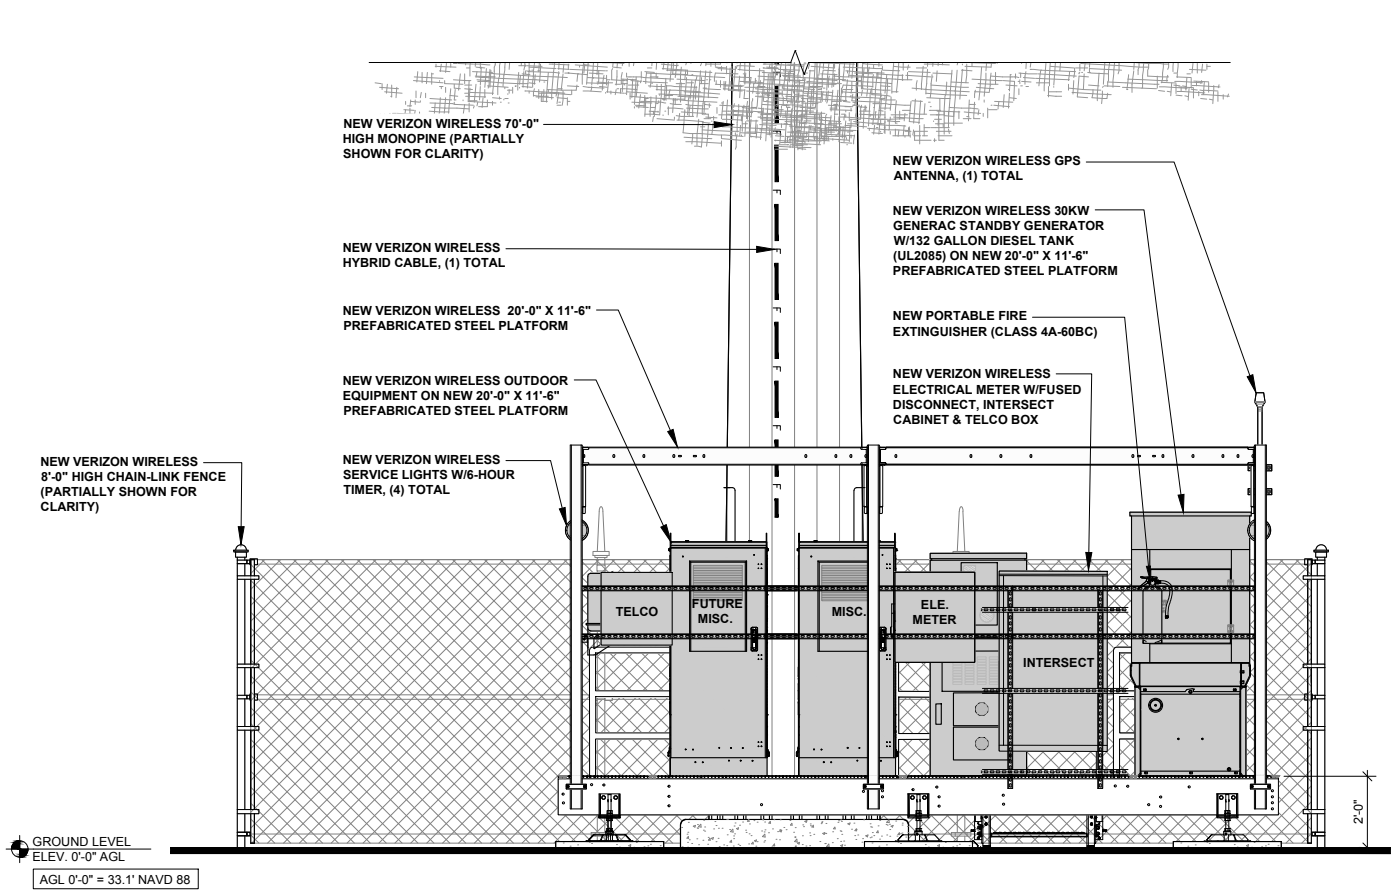 NEW VERIZON WIRELESS 70'-0"
HIGH MONOPINE (PARTIALLY
SHOWN FOR CLARITY)
NEW VERIZON WIRELESS
HYBRID CABLE, (1) TOTAL
NEW VERIZON WIRELESS 20'-0" X 11'-6"
PREFABRICATED STEEL PLATFORM
NEW VERIZON WIRELESS OUTDOOR
EQUIPMENT ON NEW 20'-0" X 11'-6"
PREFABRICATED STEEL PLATFORM
NEW VERIZON WIRELESS
SERVICE LIGHTS W/6-HOUR
TIMER, (4) TOTAL
NEW VERIZON WIRELESS
8'-0" HIGH CHAIN-LINK FENCE
(PARTIALLY SHOWN FOR
CLARITY)
NEW VERIZON WIRELESS GPS
ANTENNA, (1) TOTAL
NEW VERIZON WIRELESS 30KW
GENERAC STANDBY GENERATOR
W/132 GALLON DIESEL TANK
(UL2085) ON NEW 20'-0" X 11'-6"
PREFABRICATED STEEL PLATFORM
NEW PORTABLE FIRE
EXTINGUISHER (CLASS 4A-60BC)
NEW VERIZON WIRELESS
ELECTRICAL METER W/FUSED
DISCONNECT, INTERSECT
CABINET & TELCO BOX
TELCO
FUTURE
MISC.
MISC.
ELE.
METER
INTERSECT
2'-0"
GROUND LEVEL
ELEV. 0'-0" AGL
AGL 0'-0" = 33.1' NAVD 88